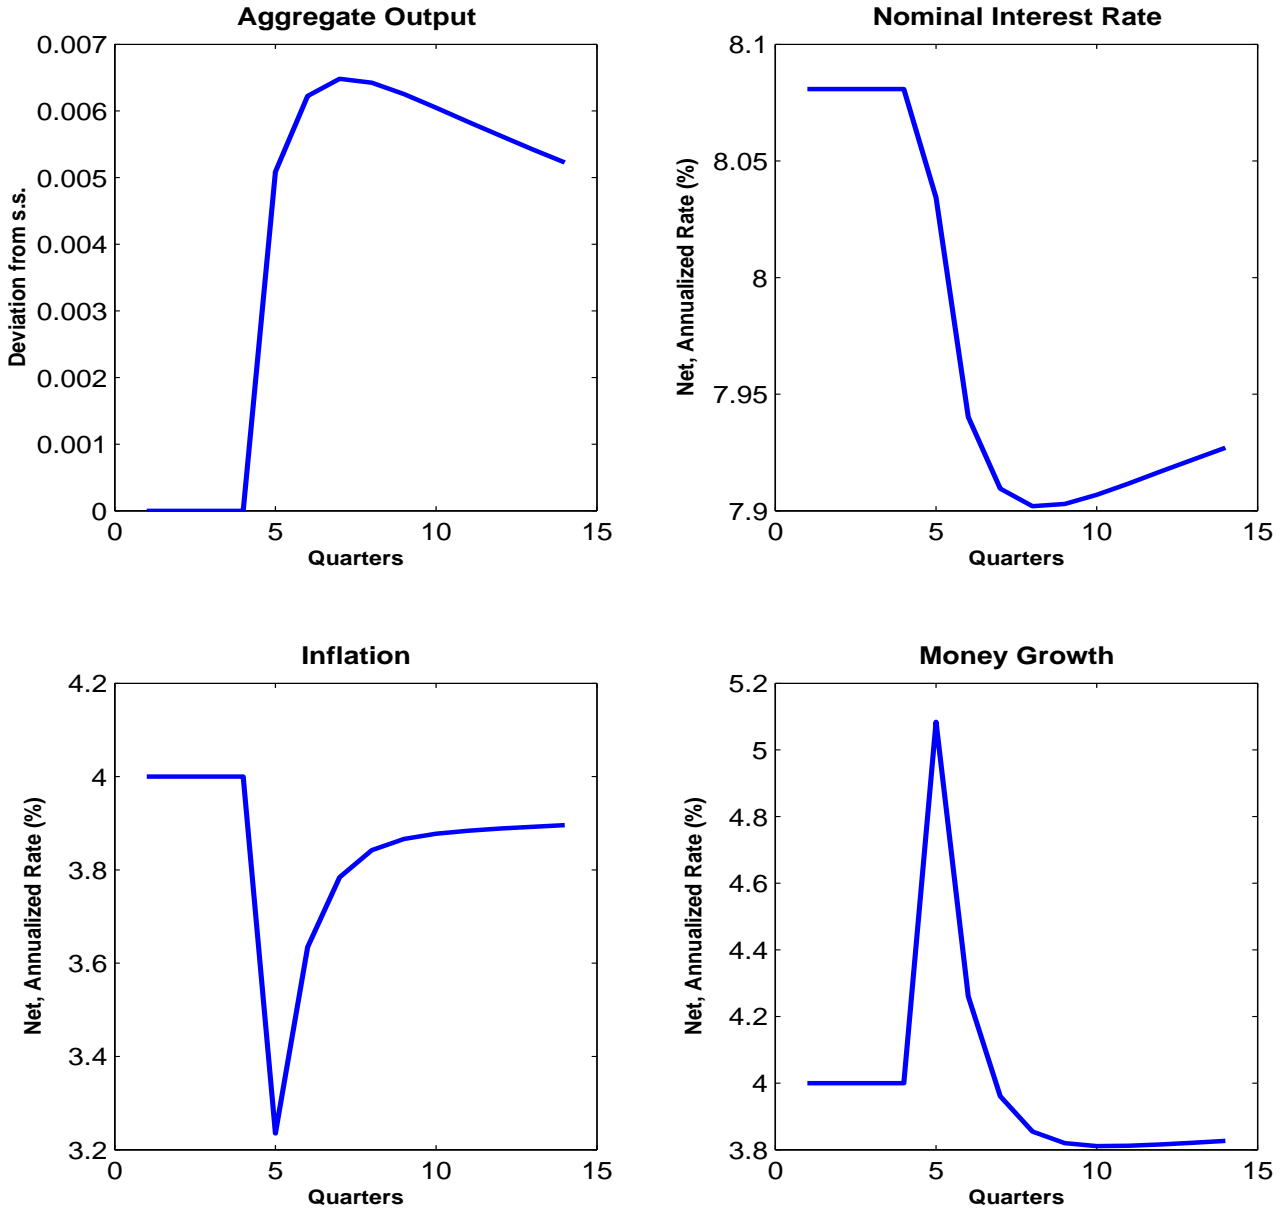 Aggregate Output
0.007
0.006
0.005
0.004
0.003
0.002
0.001
0
Deviation from s.s.
0 5 10 15
Quarters
Nominal Interest Rate
8.1
8.05
8
7.95
7.9
Net, Annualized Rate (%)
0 5 10 15
Quarters
Inflation
4.2
4
3.8
3.6
3.4
3.2
Net, Annualized Rate (%)
0 5 10 15
Quarters
Money Growth
5.2
5
4.8
4.6
4.4
4.2
4
3.8
Net, Annualized Rate (%)
0 5 10 15
Quarters